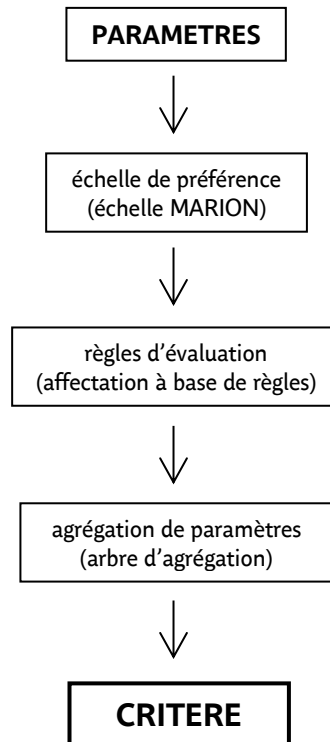 PARAMETRES
échelle de préférence
(échelle MARION)
règles d’évaluation
(affectation à base de règles)
agrégation de paramètres
(arbre d’agrégation)
CRITERE